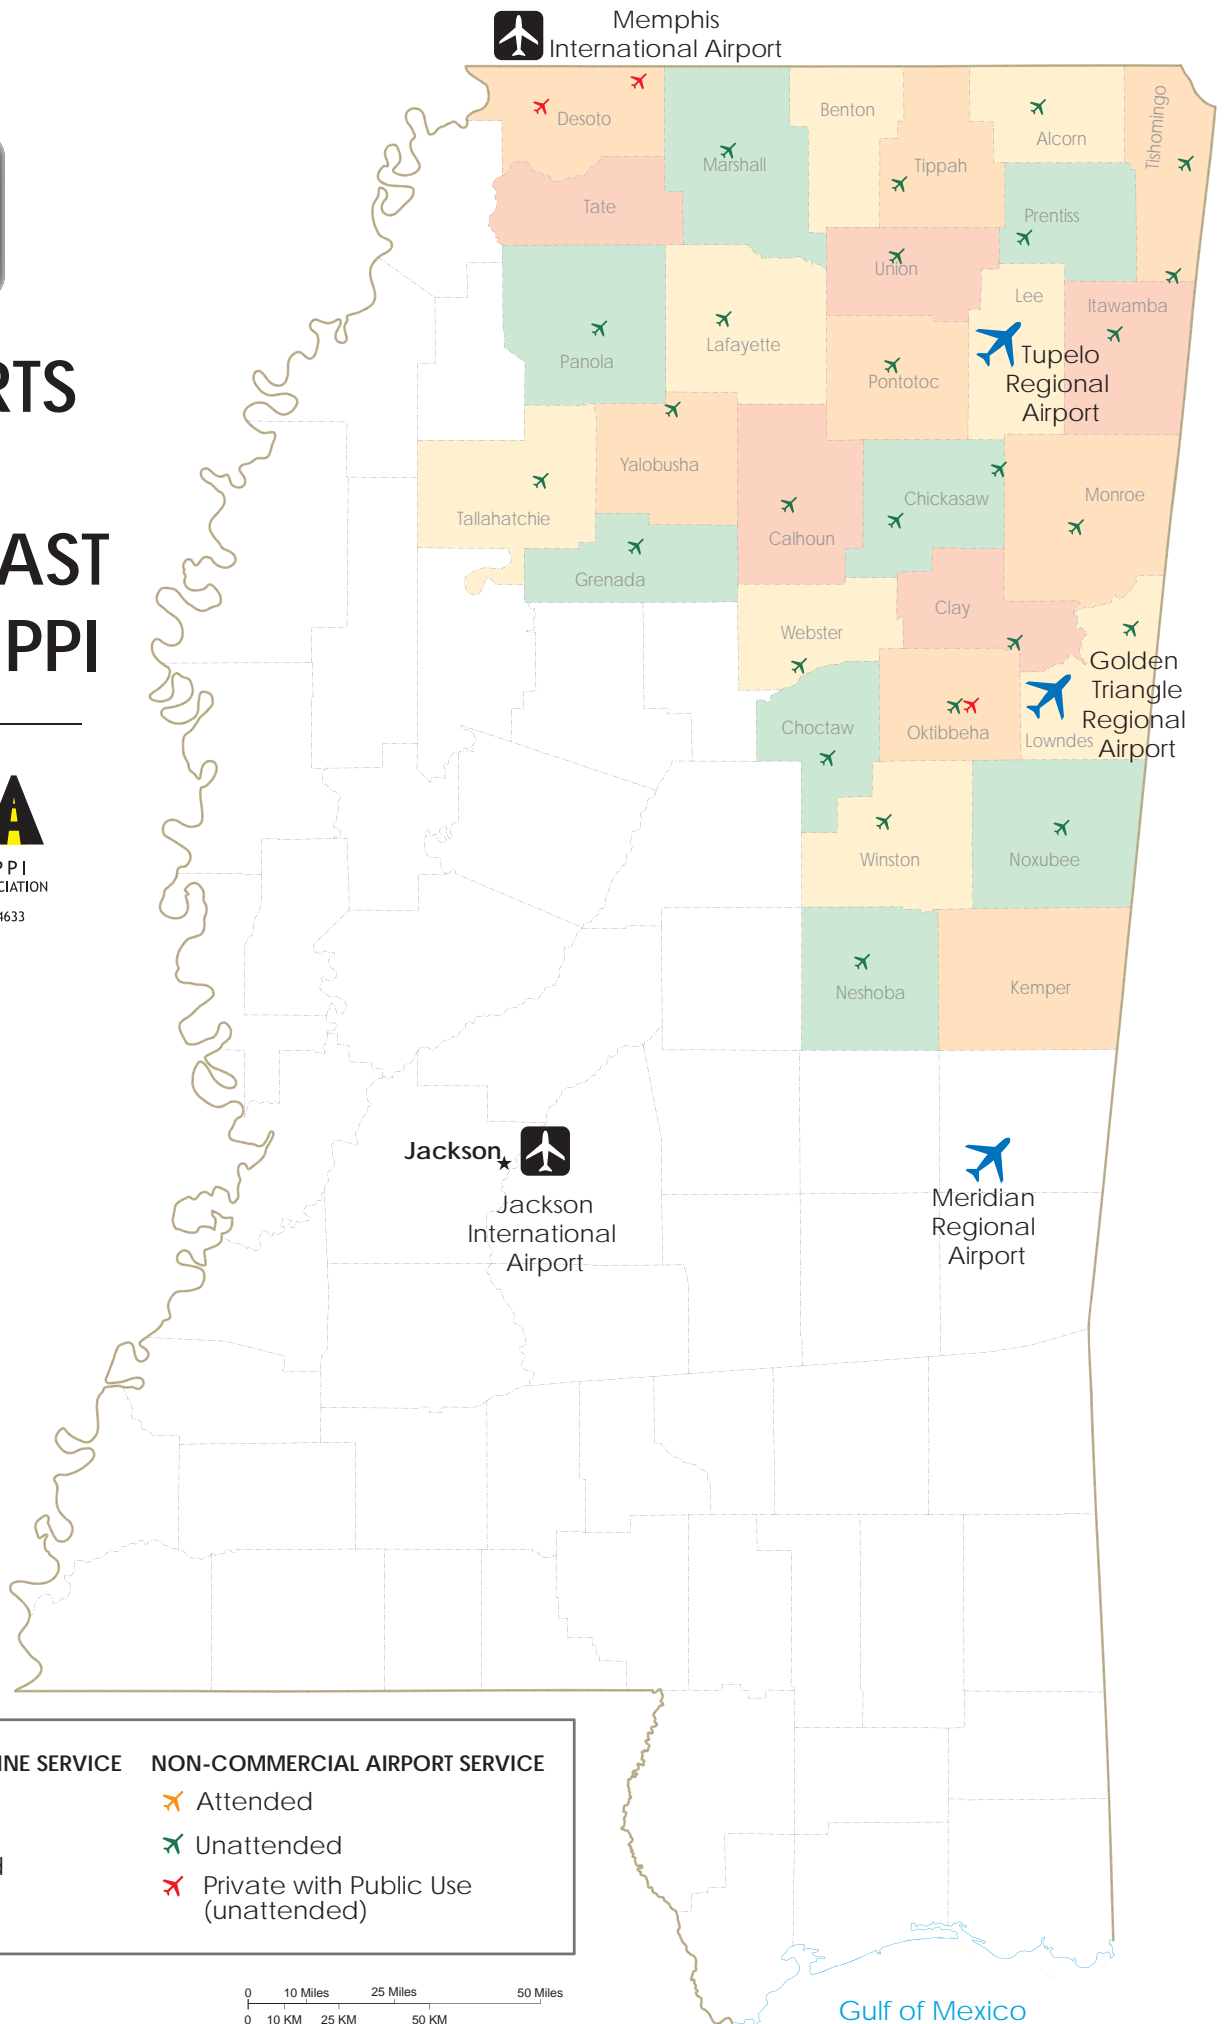 Memphis
International Airport
Desoto
Marshall
Benton
Tippah
Alcorn
Tishomingo
Tate
Prentiss
Union
Lee
Itawamba
Panola
Lafayette
Pontotoc
Tupelo
Regional
Airport
RTS
Tallahatchie
Yalobusha
Calhoun
Chickasaw
Monroe
AST
Grenada
PPI
Webster
Clay
Golden
Triangle
Regional
Airport
Choctaw
Oktibbeha
Lowndes
A
PPI
CIATION
4633
Winston
Noxubee
Neshoba
Kemper
Jackson
Jackson
International
Airport
Meridian
Regional
Airport
INE SERVICE
NON-COMMERCIAL AIRPORT SERVICE
Attended
Unattended
Private with Public Use
(unattended)
0 10 Miles 25 Miles 50 Miles
0 10 KM 25 KM 50 KM
Gulf of Mexico